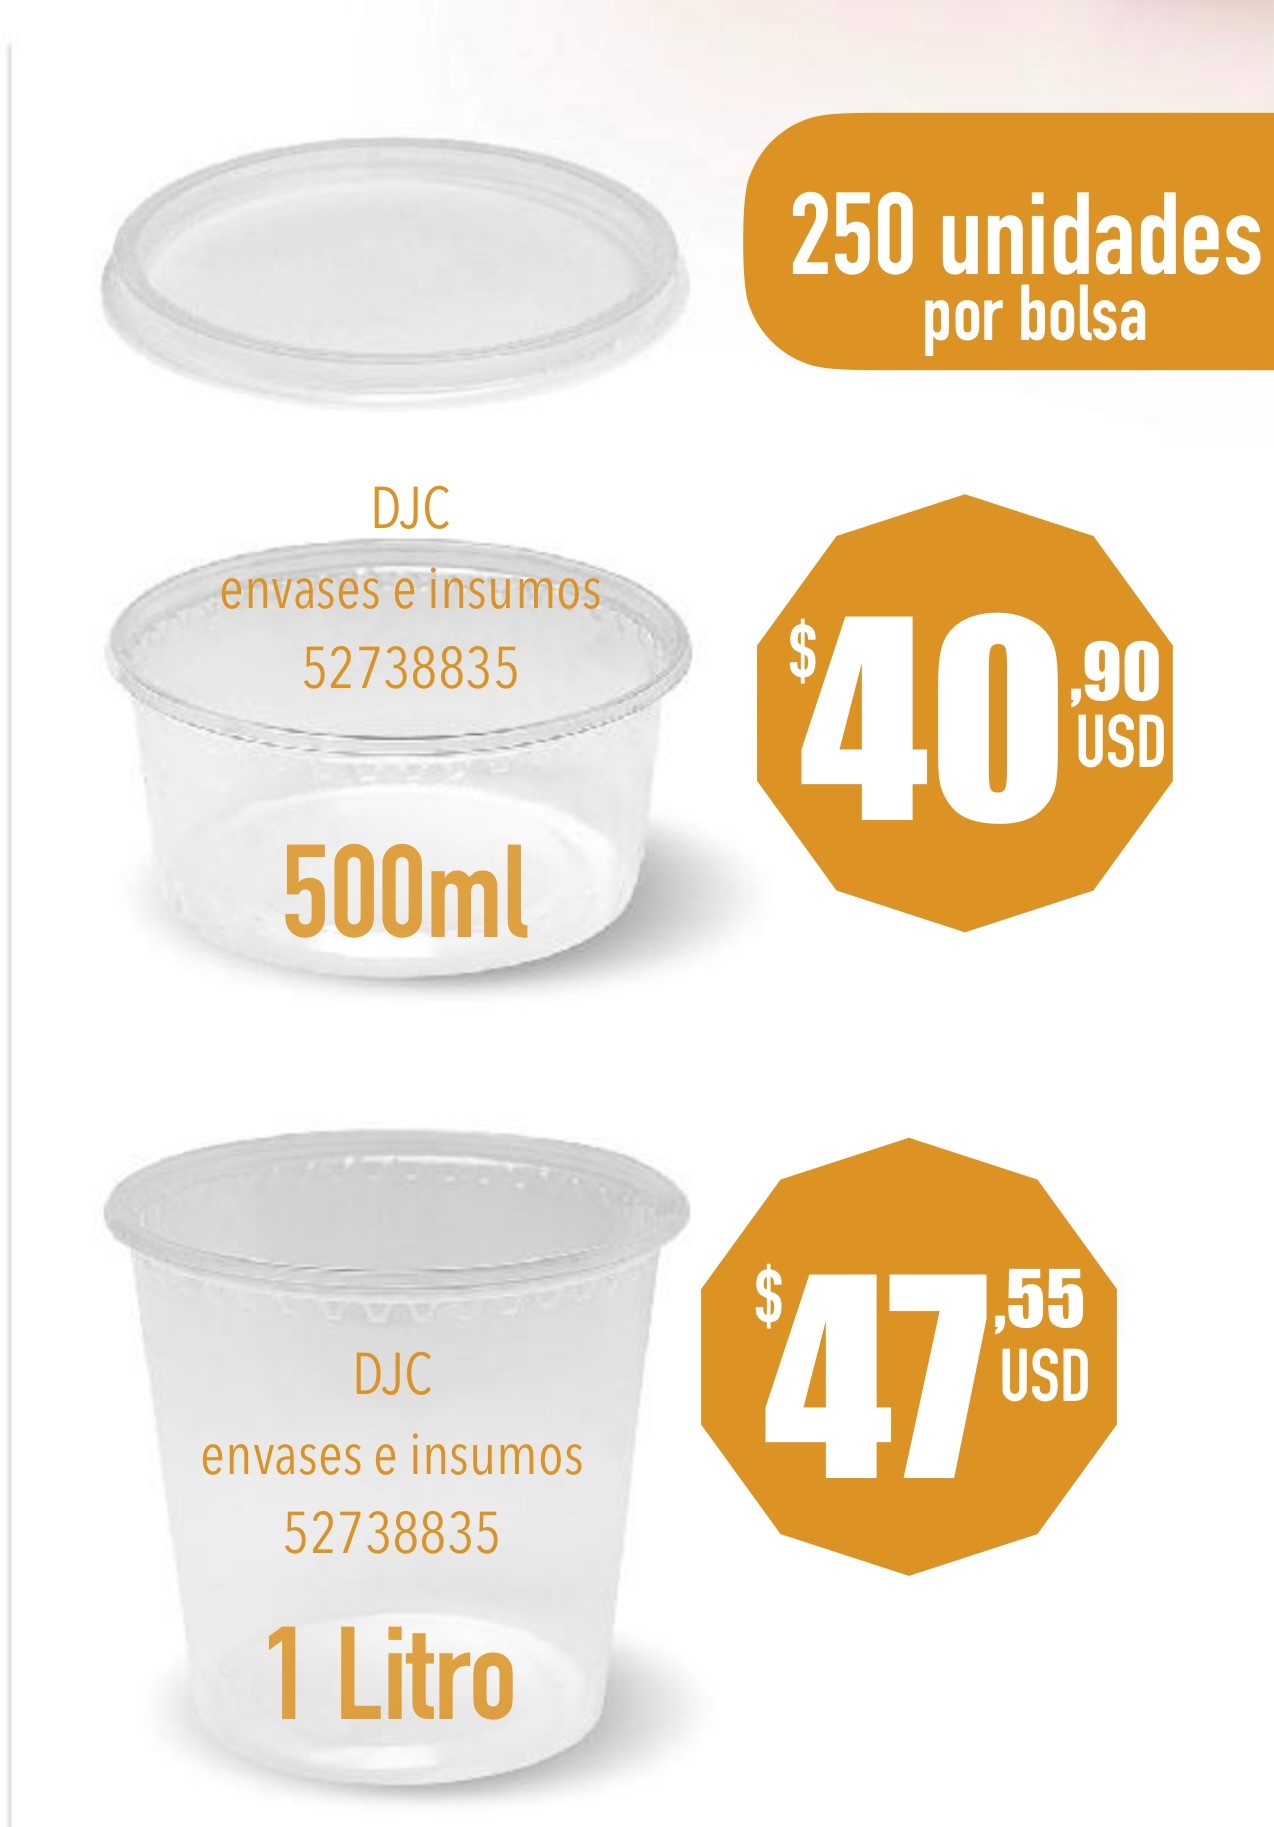 250 unidades
por bolsa
DJC
envases e insumos
52738835
500ml
$40,90
USD
DJC
envases e insumos
52738835
1 Litro
$47,55
USD